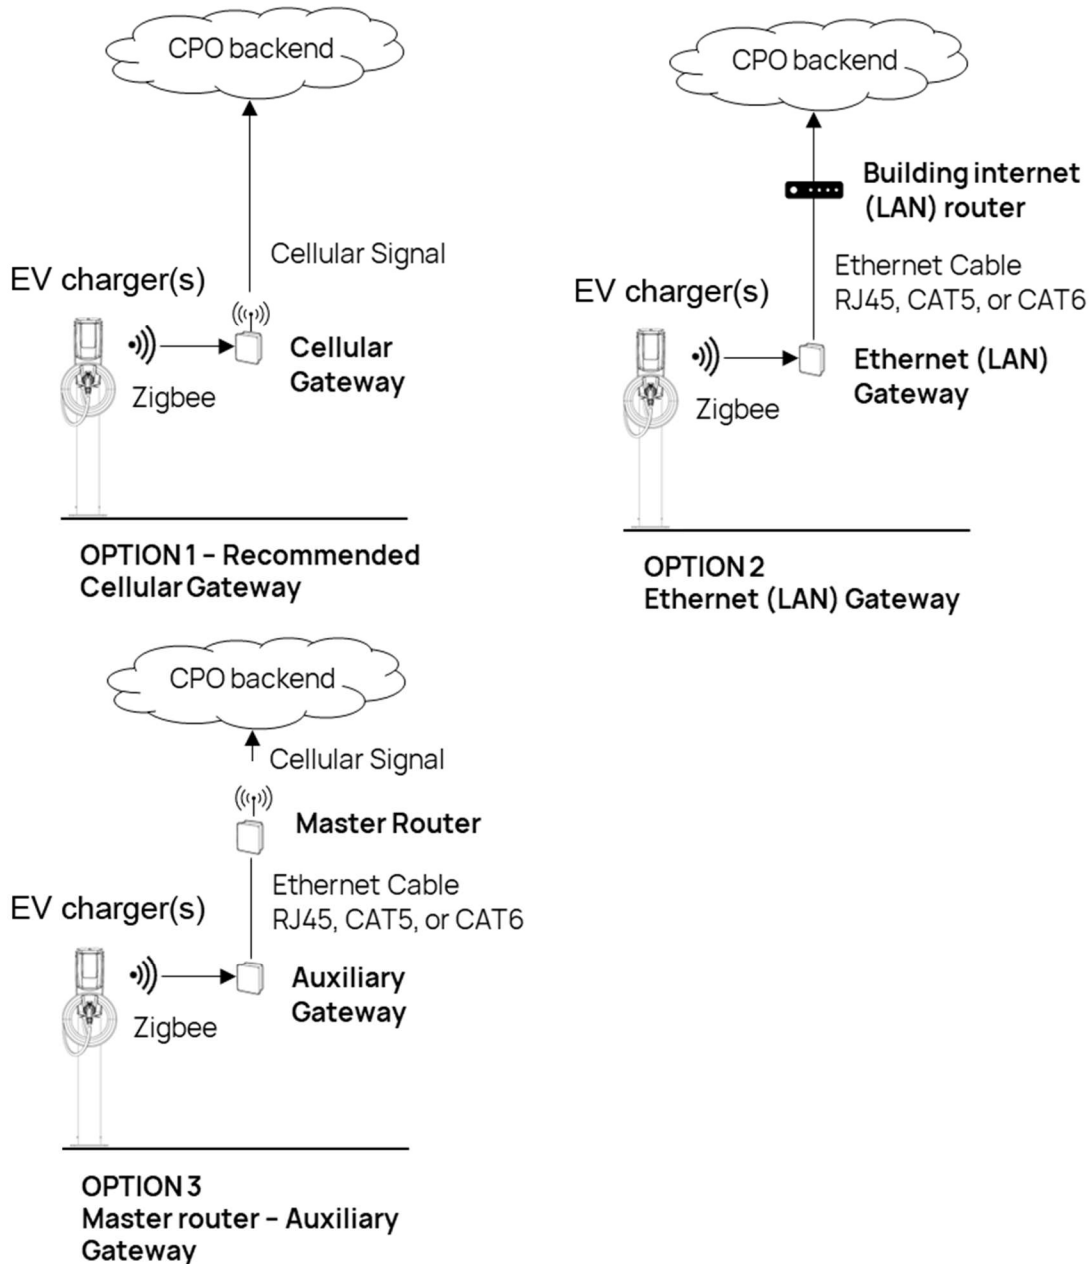 CPO backend
Cellular Signal
EV charger(s)
Zigbee
Cellular
Gateway
OPTION 1 – Recommended
Cellular Gateway
CPO backend
Building internet
(LAN) router
Ethernet Cable
RJ45, CAT5, or CAT6
EV charger(s)
Zigbee
Ethernet (LAN)
Gateway
OPTION 2
Ethernet (LAN) Gateway
CPO backend
Cellular Signal
Master Router
Ethernet Cable
RJ45, CAT5, or CAT6
EV charger(s)
Zigbee
Auxiliary
Gateway
OPTION 3
Master router – Auxiliary
Gateway